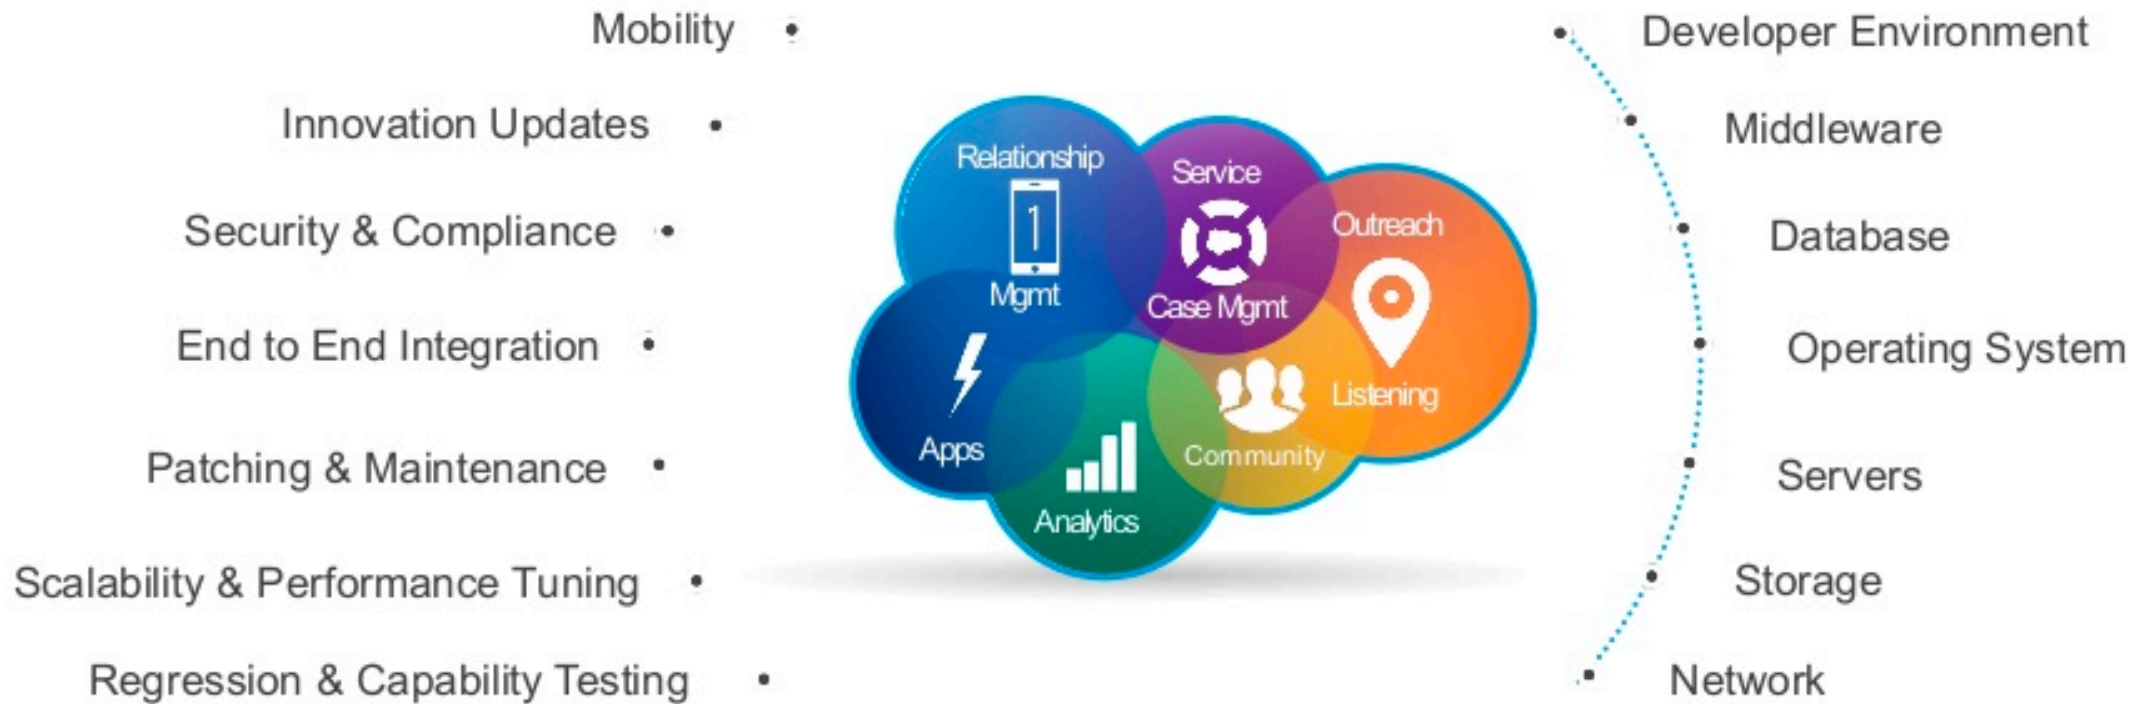 Mobility
Innovation Updates
Security & Compliance
End to End Integration
Patching & Maintenance
Scalability & Performance Tuning
Regression & Capability Testing
Relationship
1
Mgmt
Service
Case Mgmt
Outreach
Listening
Apps
Analytics
Community
Developer Environment
Middleware
Database
Operating System
Servers
Storage
Network